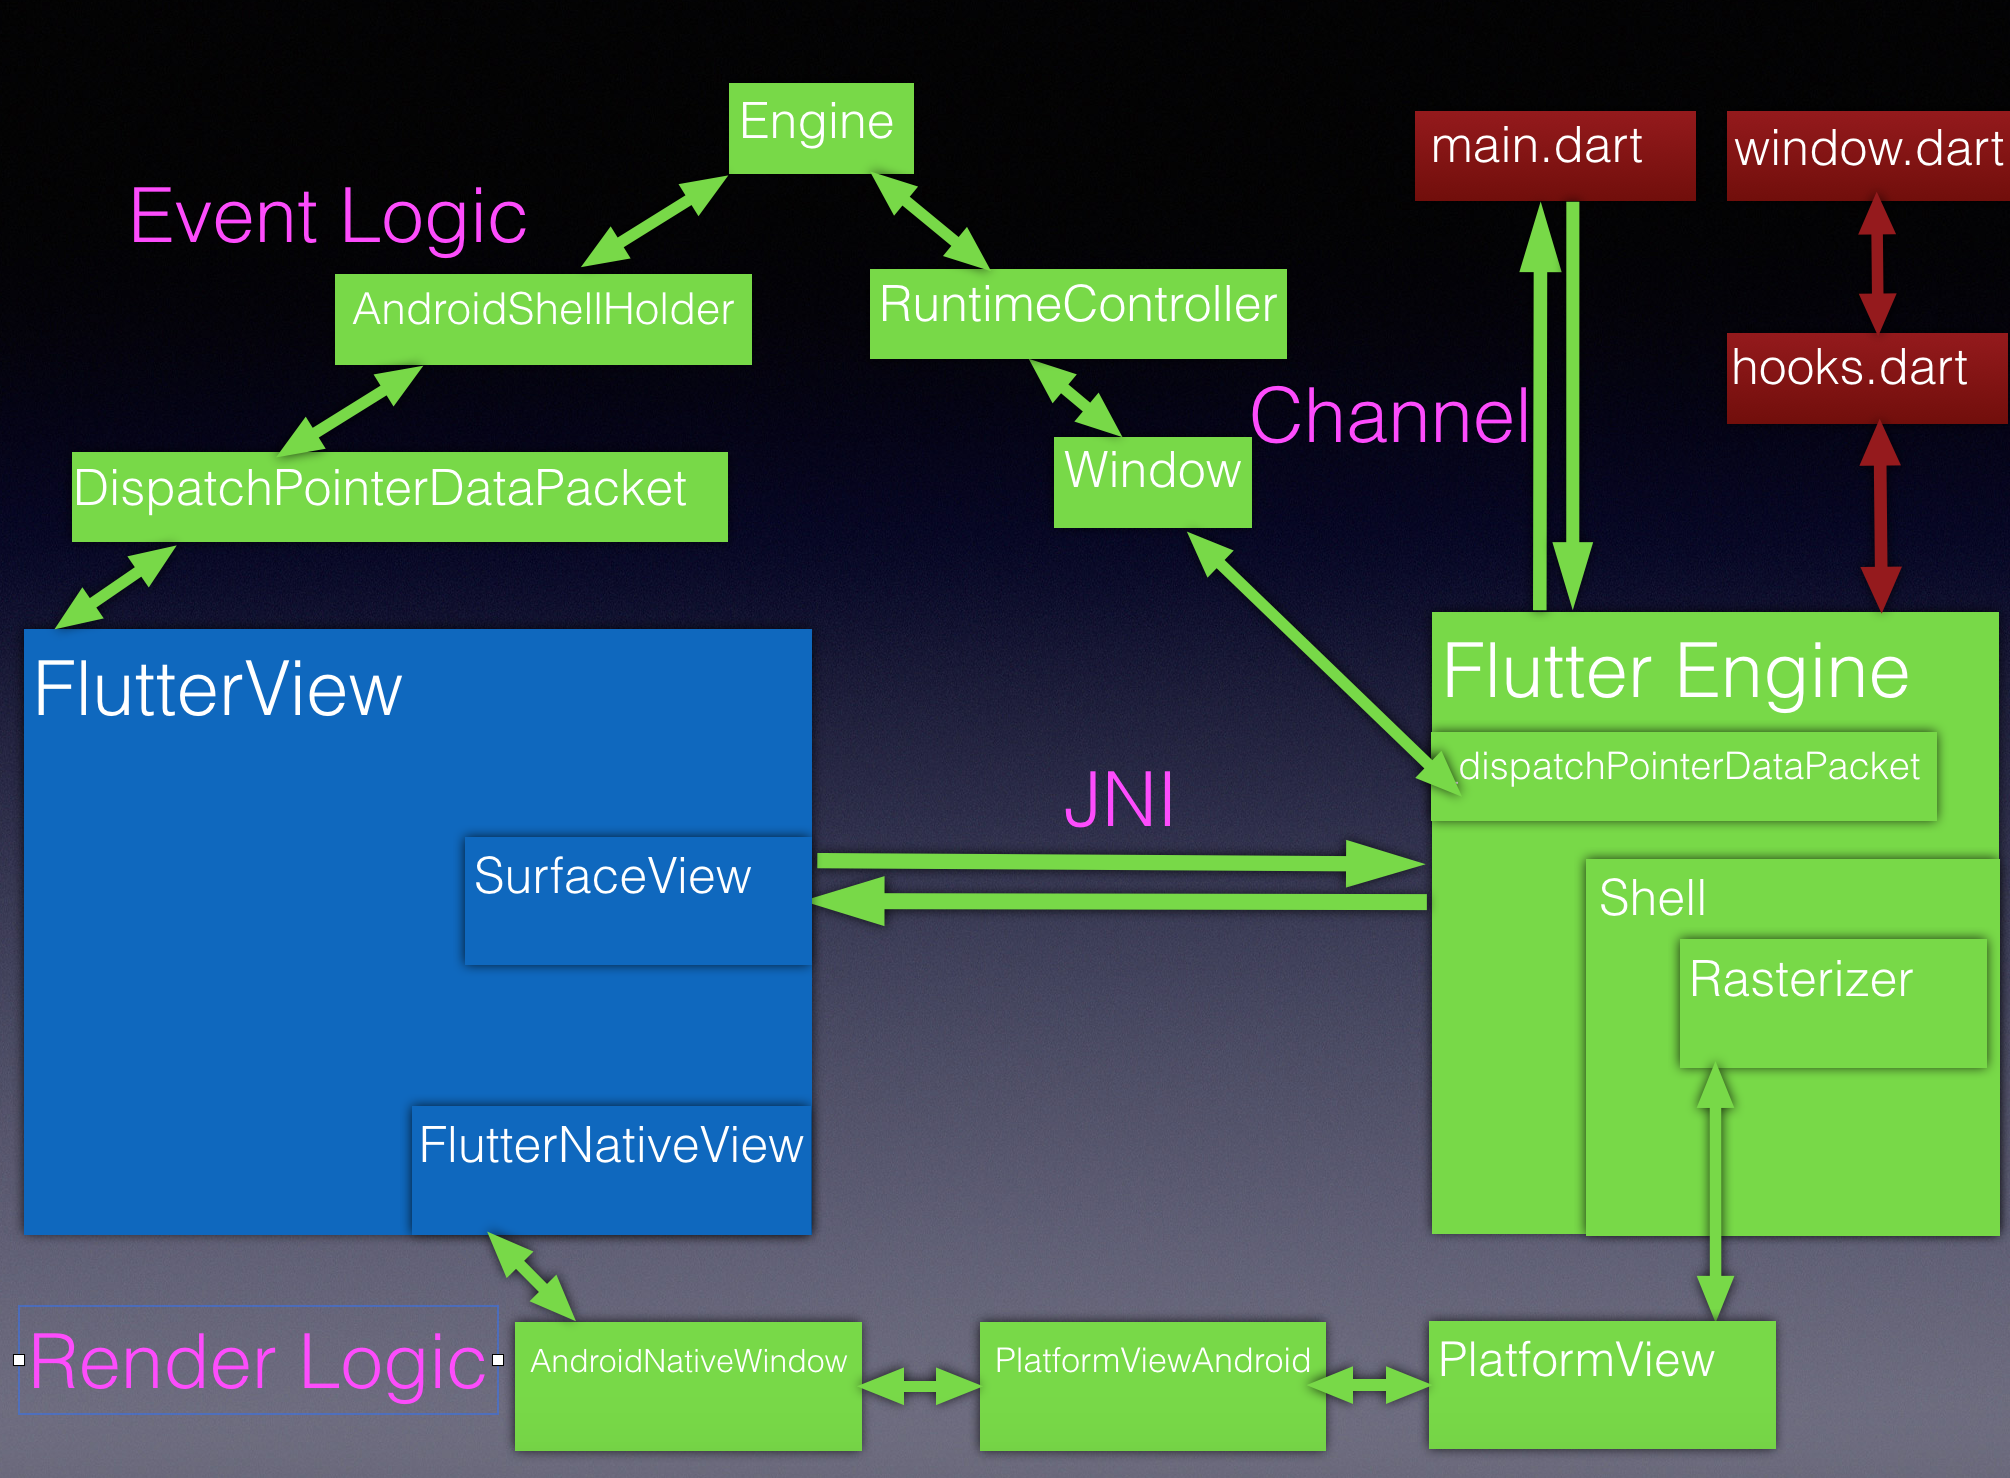 Engine
main.dart
window.dart
Event Logic
AndroidShellHolder
RuntimeController
hooks.dart
Channel
DispatchPointerDataPacket
Window
FlutterView
Flutter Engine
_dispatchPointerDataPacket
JNI
SurfaceView
Shell
Rasterizer
FlutterNativeView
Render Logic
AndroidNativeWindow
PlatformViewAndroid
PlatformView